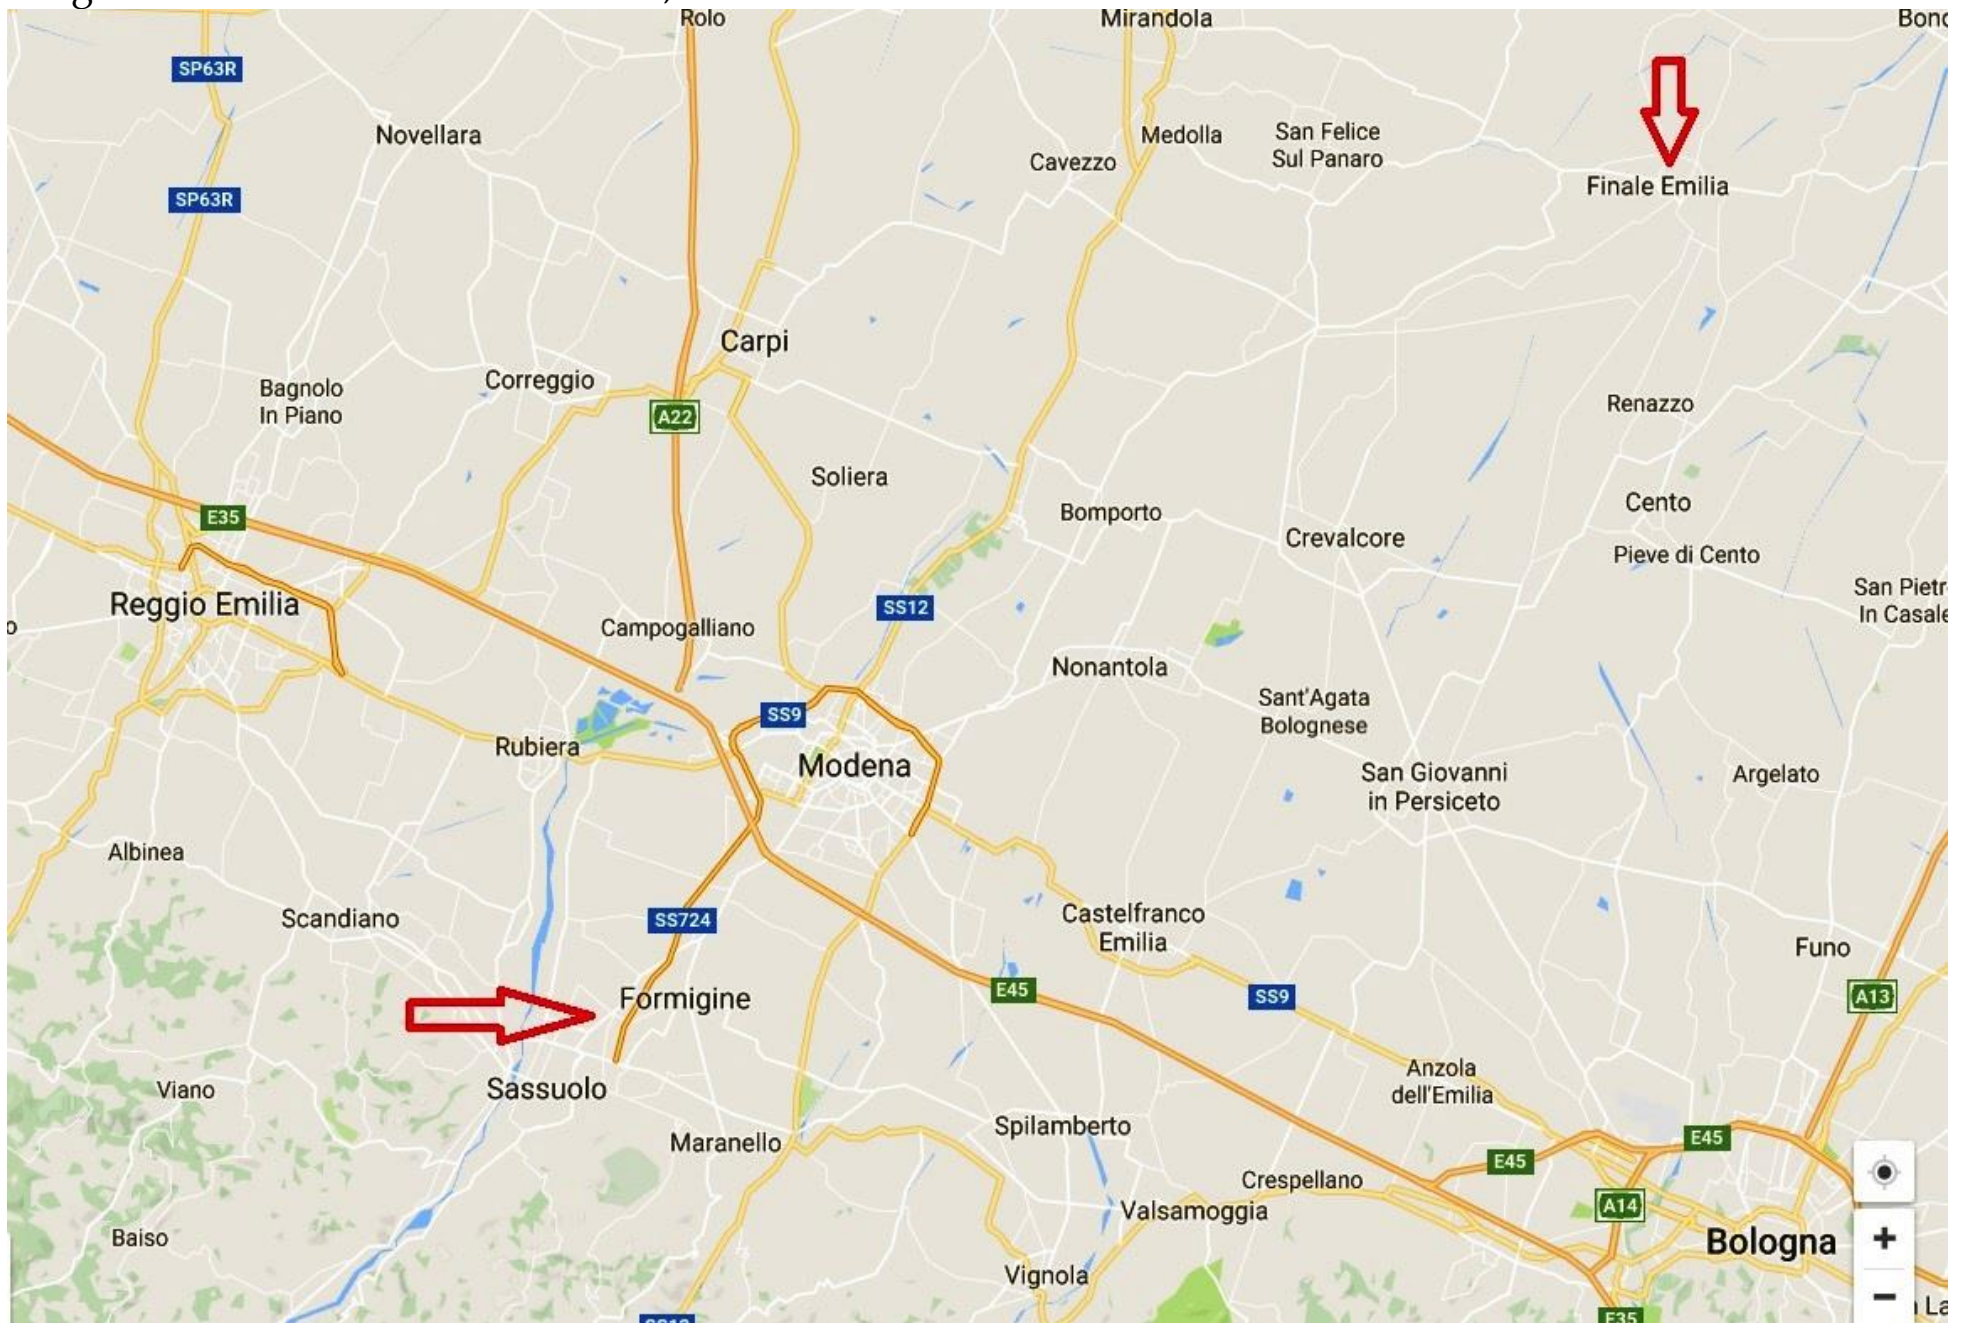 Rolo
Mirandola
SP63R
Novellara
Medolla
San Felice
Sul Panaro
Cavezzo
Finale Emilia
SP63R
Carpi
Correggio
Bagnolo
In Piano
A22
Renazzo
Soliera
E35
Bomporto
Cento
Crevalcore
Pieve di Cento
San Pietr
In Casale
Reggio Emilia
SS12
Campogalliano
Nonantola
Sant'Agata
Bolognese
SS9
Rubiera
Modena
San Giovanni
in Persiceto
Argelato
Albinea
Scandiano
SS724
Castelfranco
Emilia
Funo
E45
SS9
A13
Formigine
Sassuolo
Viano
Anzola
dell'Emilia
Maranello
Spilamberto
E45
E45
Crespellano
Valsamoggia
A14
Baiso
Bologna
Vignola
E35